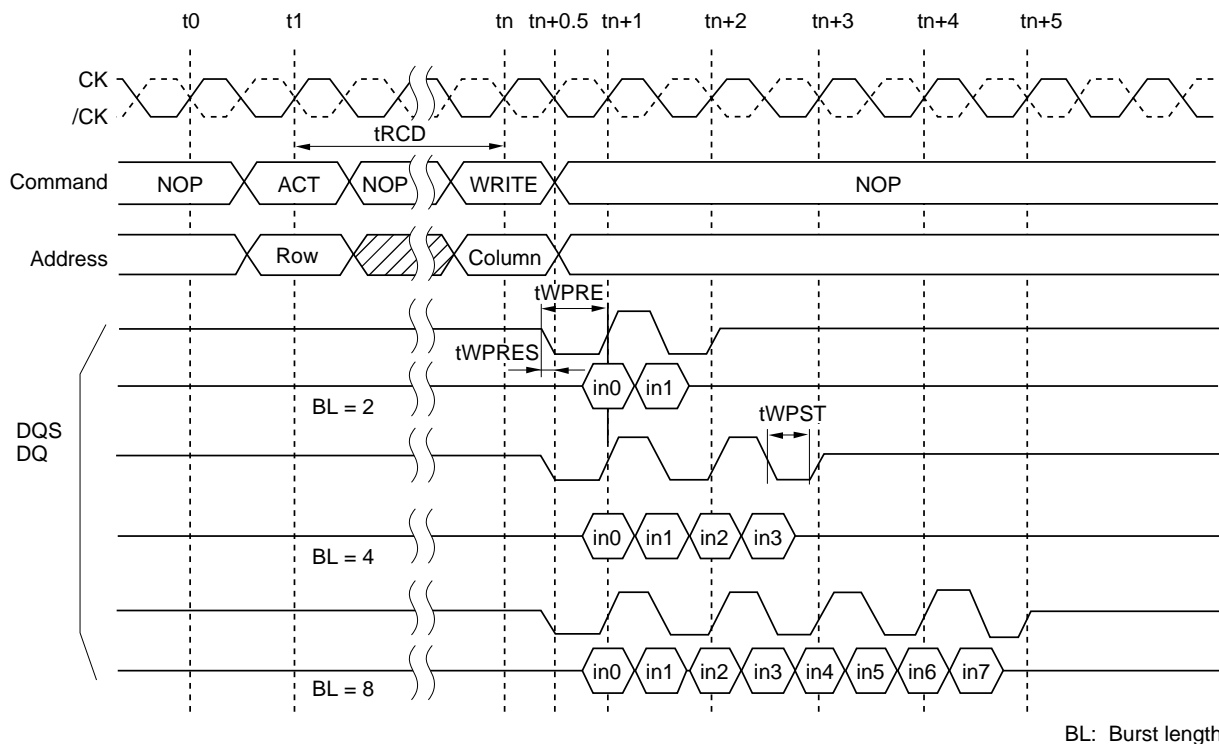 t0 t1 tn tn+0.5 tn+1 tn+2 tn+3 tn+4 tn+5
CK
/CK
tRCD
Command NOP ACT NOP WRITE NOP
Address Row Column
tWPRE
tWPRES
in0 in1
BL = 2
tWPST
DQS
DQ
in0 in1 in2 in3
BL = 4
in0 in1 in2 in3 in4 in5 in6 in7
BL = 8
BL: Burst length